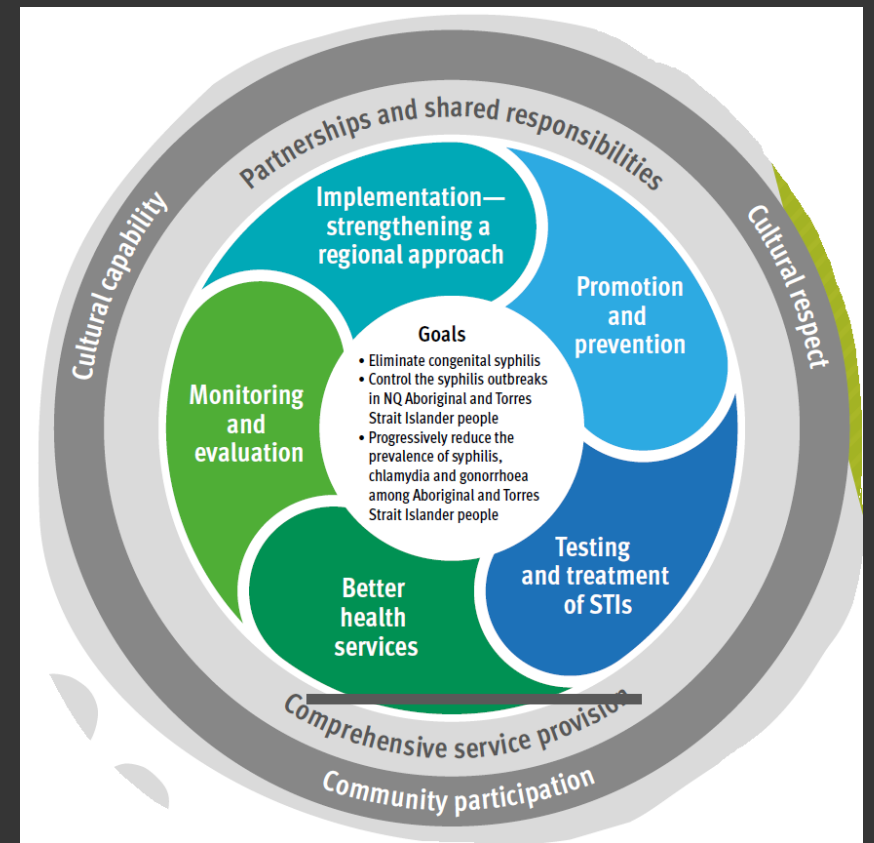 Partnerships and shared responsibilities
Cultural capability
Cultural respect
Implementation—
strengthening a
regional approach
Promotion
and
prevention
Goals
• Eliminate congenital syphilis
• Control the syphilis outbreaks
in NQ Aboriginal and Torres
Strait Islander people
• Progressively reduce the
prevalence of syphilis,
chlamydia and gonorrhoea
among Aboriginal and Torres
Strait Islander people
Monitoring
and
evaluation
Testing
and treatment
of STIs
Better
health
services
Comprehensive service provision
Community participation